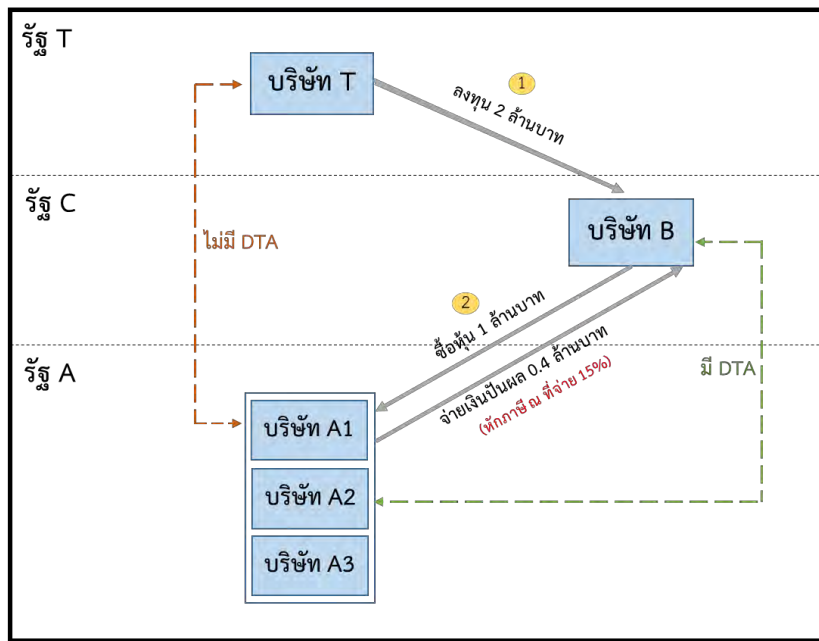 รัฐ T
บริษัท T
1
ลงทุน 2 ล้านบาท
รัฐ C
บริษัท B
ไม่มี DTA
2
ซื้อหุ้น 1 ล้านบาท
จ่ายเงินปันผล 0.4 ล้านบาท
(หักภาษี ณ ที่จ่าย 15%)
มี DTA
รัฐ A
บริษัท A1
บริษัท A2
บริษัท A3